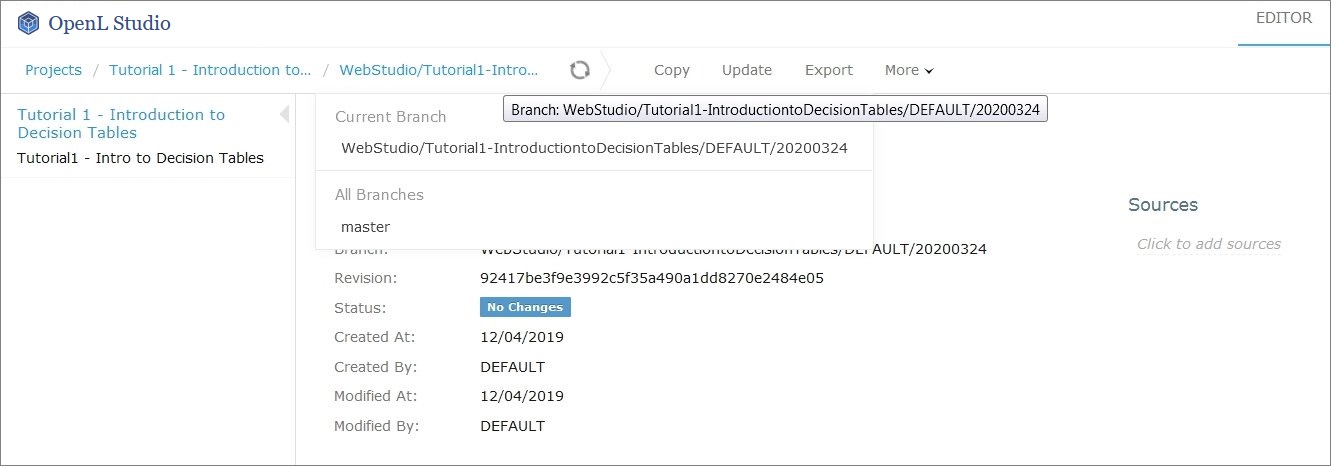 OpenL Studio
EDITOR
Projects / Tutorial 1 - Introduction to... / WebStudio/Tutorial1-Intro... Copy Update Export More
Tutorial 1 - Introduction to
Decision Tables
Tutorial1 - Intro to Decision Tables
Branch: WebStudio/Tutorial1-IntroductiontoDecisionTables/DEFAULT/20200324
Current Branch
WebStudio/Tutorial1-IntroductiontoDecisionTables/DEFAULT/20200324
All Branches
master
Sources
Click to add sources
Branch: WebStudio/Tutorial1-IntroductiontoDecisionTables/DEFAULT/20200324
Revision: 92417be3f9e3992c5f35a490a1dd8270e2484e05
Status: No Changes
Created At: 12/04/2019
Created By: DEFAULT
Modified At: 12/04/2019
Modified By: DEFAULT